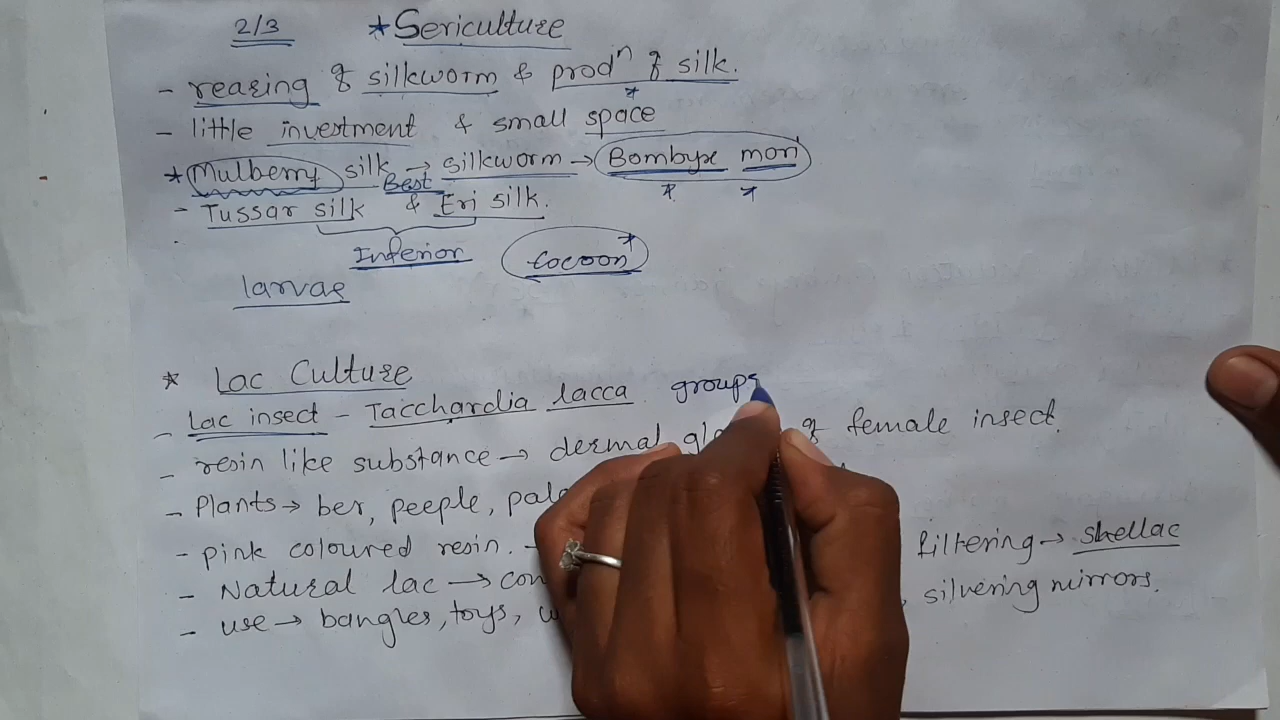 2/3 *Sericulture
- rearing of silkworm & prodⁿ of silk.
*
- little investment & small space
* Mulberry silk → silkworm → Bombyx mori
Best * *
- Tussar silk & Eri silk.
Inferior cocoon*
larvae
* Lac Culture
- Lac insect - Tacchardia lacca groups
- resin like substance → dermal of female insect.
- Plants → ber, peeple,
- pink coloured resin. - filtering → shellac
- Natural lac →
- use → bangles, toys, , silvering mirrors.